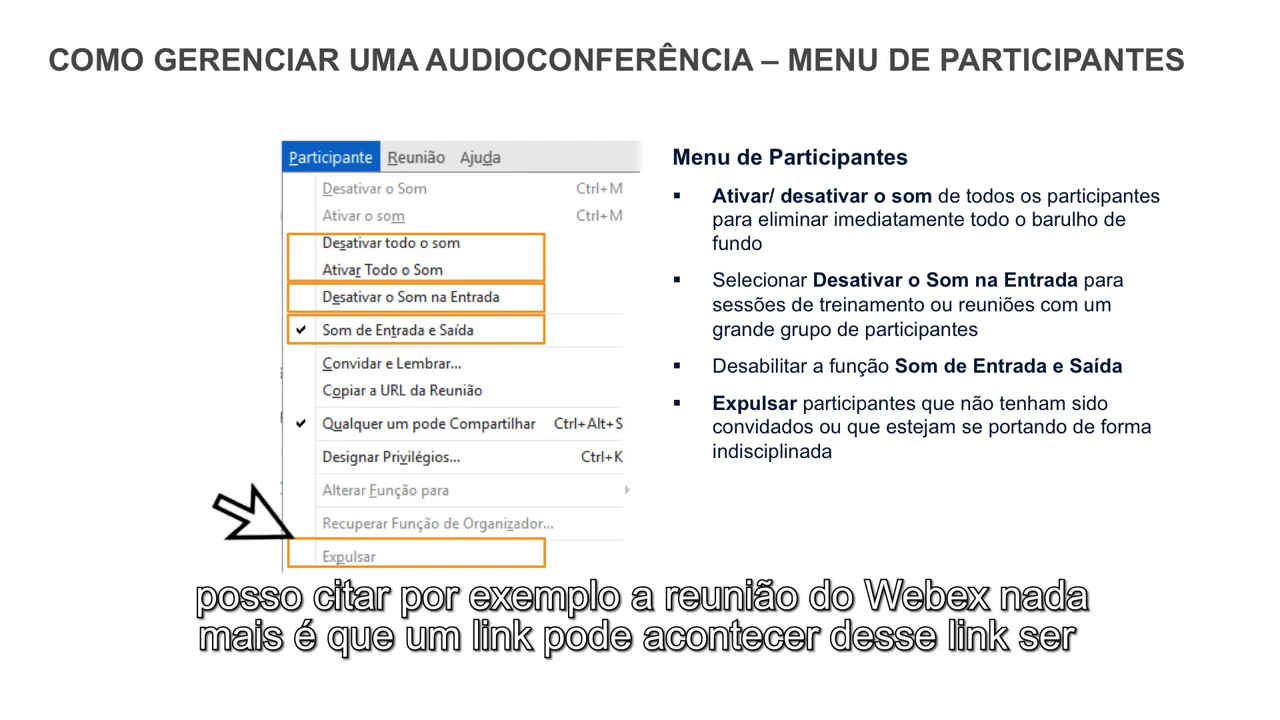 COMO GERENCIAR UMA AUDIOCONFERÊNCIA – MENU DE PARTICIPANTES
Participante Reunião Ajuda
Desativar o Som Ctrl+M
Ativar o som Ctrl+M
Desativar todo o som
Ativar Todo o Som
Desativar o Som na Entrada
Som de Entrada e Saída
Convidar e Lembrar...
Copiar a URL da Reunião
Qualquer um pode Compartilhar Ctrl+Alt+S
Designar Privilégios... Ctrl+K
Alterar Função para
Recuperar Função de Organizador...
Expulsar
Menu de Participantes
▪ Ativar/ desativar o som de todos os participantes
para eliminar imediatamente todo o barulho de
fundo
▪ Selecionar Desativar o Som na Entrada para
sessões de treinamento ou reuniões com um
grande grupo de participantes
▪ Desabilitar a função Som de Entrada e Saída
▪ Expulsar participantes que não tenham sido
convidados ou que estejam se portando de forma
indisciplinada
posso citar por exemplo a reunião do Webex nada
mais é que um link pode acontecer desse link ser